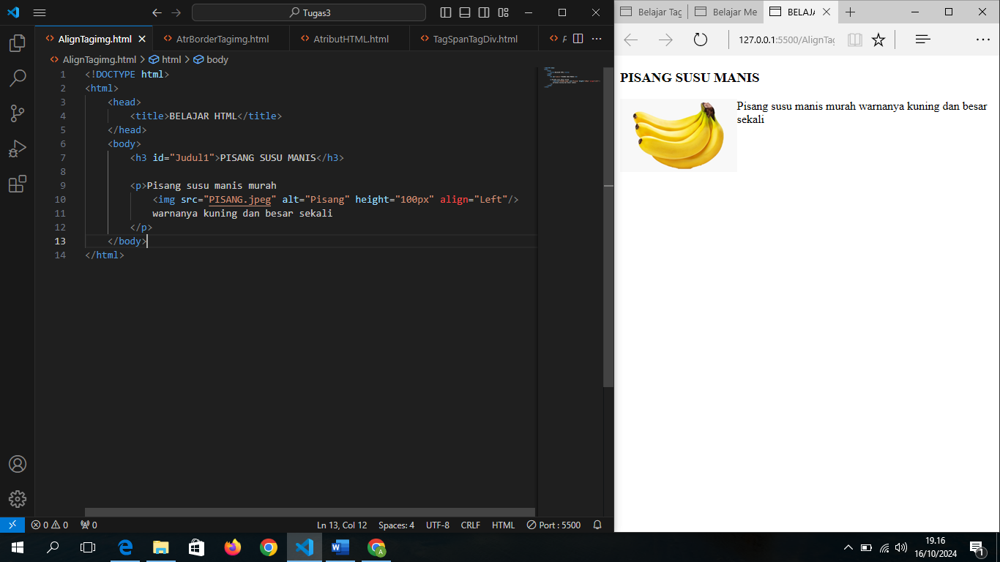 Tugas3
AlignTagimg.html
AtrBorderTagimg.html
AtributHTML.html
TagSpanTagDiv.html
AlignTagimg.html > html > body
1 <!DOCTYPE html>
2 <html>
3 <head>
4 <title>BELAJAR HTML</title>
5 </head>
6 <body>
7 <h3 id="Judul1">PISANG SUSU MANIS</h3>
8
9 <p>Pisang susu manis murah
10 <img src="PISANG.jpeg" alt="Pisang" height="100px" align="Left"/>
11 warnanya kuning dan besar sekali
12 </p>
13 </body>
14 </html>
0 0 0
Ln 13, Col 12 Spaces: 4 UTF-8 CRLF HTML Port : 5500
Belajar Tag
Belajar Me
BELAJ
127.0.0.1:5500/AlignTag
PISANG SUSU MANIS
Pisang susu manis murah warnanya kuning dan besar
sekali
19.16
16/10/2024
1